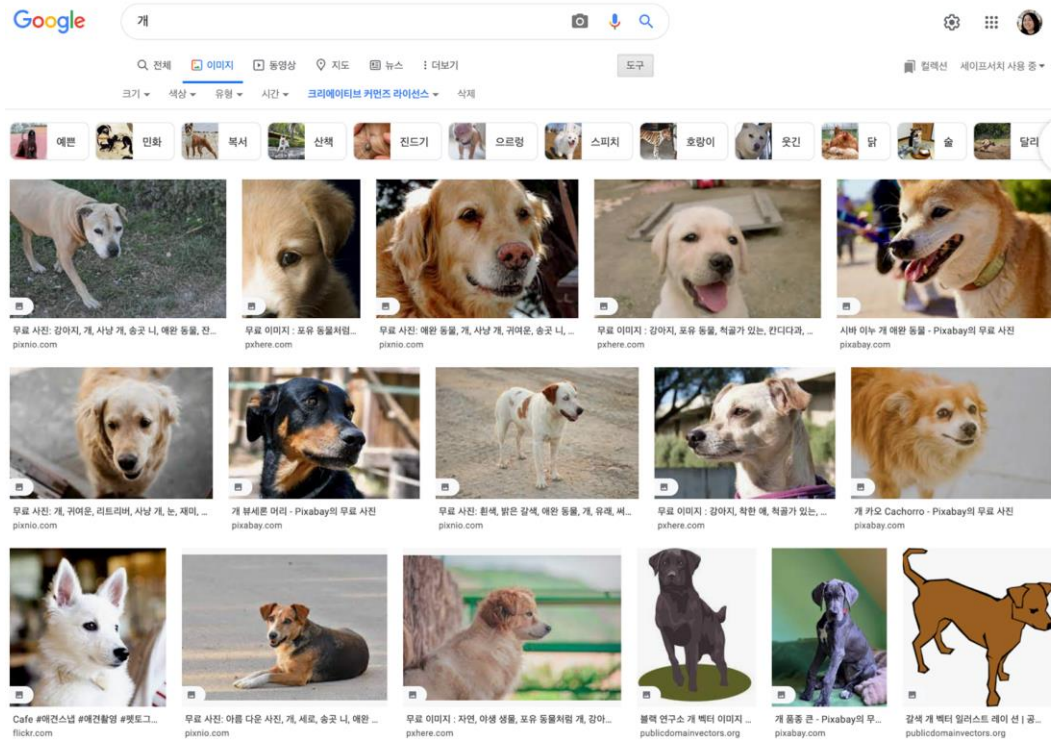 Google
개
전체 이미지 동영상 지도 뉴스 더보기 도구 컬렉션 세이프서치 사용 중
크기 색상 유형 시간 크리에이티브 커먼즈 라이선스 삭제
예쁜 민화 복서 산책 진드기 으르렁 스피치 호랑이 웃긴 닭 술 달리
무료 사진: 강아지, 개, 사냥 개, 송곳 니, 애완 동물, 잔...
pixnio.com
무료 이미지 : 포유 동물처럼...
pxhere.com
무료 사진: 애완 동물, 개, 사냥 개, 귀여운, 송곳 니, ...
pixnio.com
무료 이미지 : 강아지, 포유 동물, 척골가 있는, 칸디다과, ...
pxhere.com
시바 이누 개 애완 동물 - Pixabay의 무료 사진
pixabay.com
무료 사진: 개, 귀여운, 리트리버, 사냥 개, 눈, 재미, ...
pixnio.com
개 뷰세론 머리 - Pixabay의 무료 사진
pixabay.com
무료 사진: 흰색, 밝은 갈색, 애완 동물, 개, 유래, 써...
pixnio.com
무료 이미지 : 강아지, 착한 애, 척골가 있는, ...
pxhere.com
개 카오 Cachorro - Pixabay의 무료 사진
pixabay.com
Cafe #애견스냅 #애견촬영 #펫토그...
flickr.com
무료 사진: 아름 다운 사진, 개, 세로, 송곳 니, 애완 ...
pixnio.com
무료 이미지 : 자연, 야생 생물, 포유 동물처럼 개, 강아...
pxhere.com
블랙 연구소 개 벡터 이미지 ...
publicdomainvectors.org
개 품종 큰 - Pixabay의 무...
pixabay.com
갈색 개 벡터 일러스트 레이 션 | 공...
publicdomainvectors.org